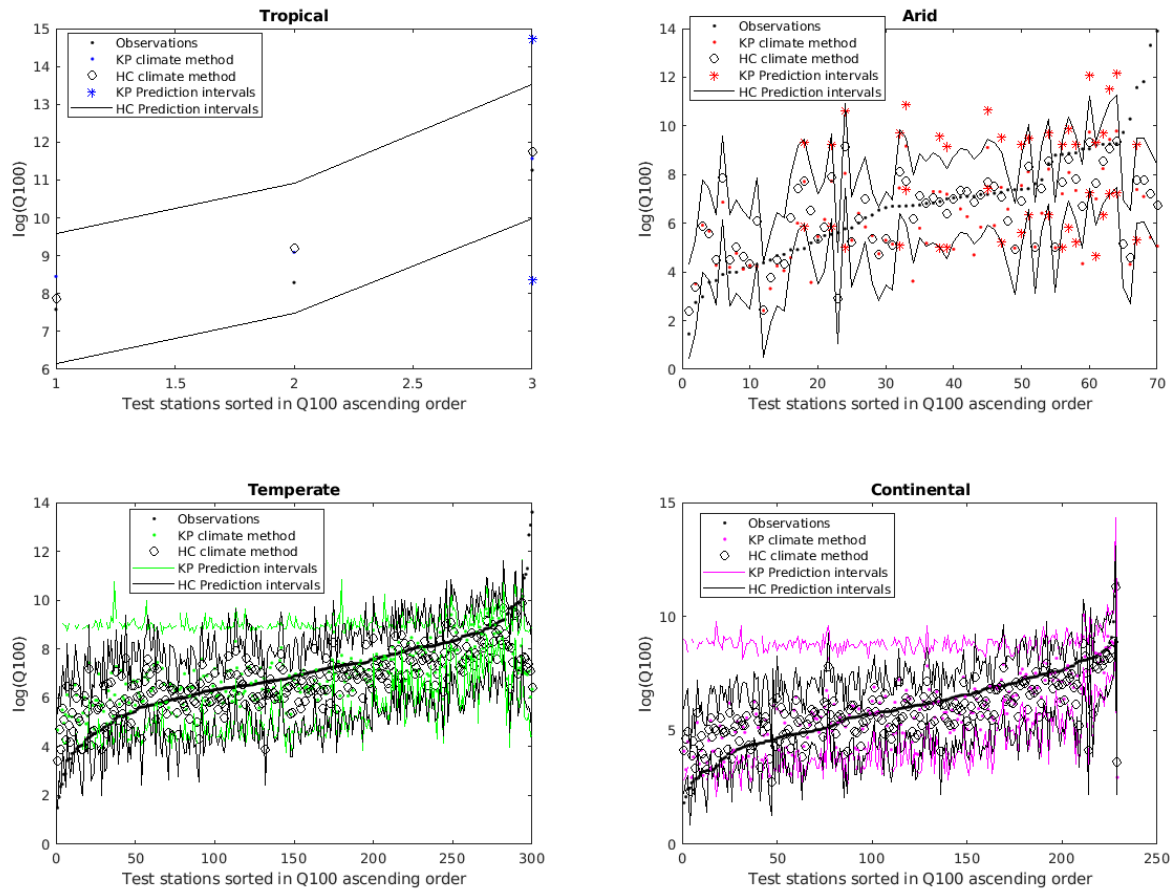 Tropical
15
14
13
12
11
10
9
8
7
6
log(Q100)
Observations
KP climate method
HC climate method
KP Prediction intervals
HC Prediction intervals
1 1.5 2 2.5 3
Test stations sorted in Q100 ascending order
Arid
14
12
10
8
6
4
2
0
log(Q100)
Observations
KP climate method
HC climate method
KP Prediction intervals
HC Prediction intervals
0 10 20 30 40 50 60 70
Test stations sorted in Q100 ascending order
Temperate
14
12
10
8
6
4
2
0
log(Q100)
Observations
KP climate method
HC climate method
KP Prediction intervals
HC Prediction intervals
0 50 100 150 200 250 300
Test stations sorted in Q100 ascending order
Continental
15
10
5
0
log(Q100)
Observations
KP climate method
HC climate method
KP Prediction intervals
HC Prediction intervals
0 50 100 150 200 250
Test stations sorted in Q100 ascending order